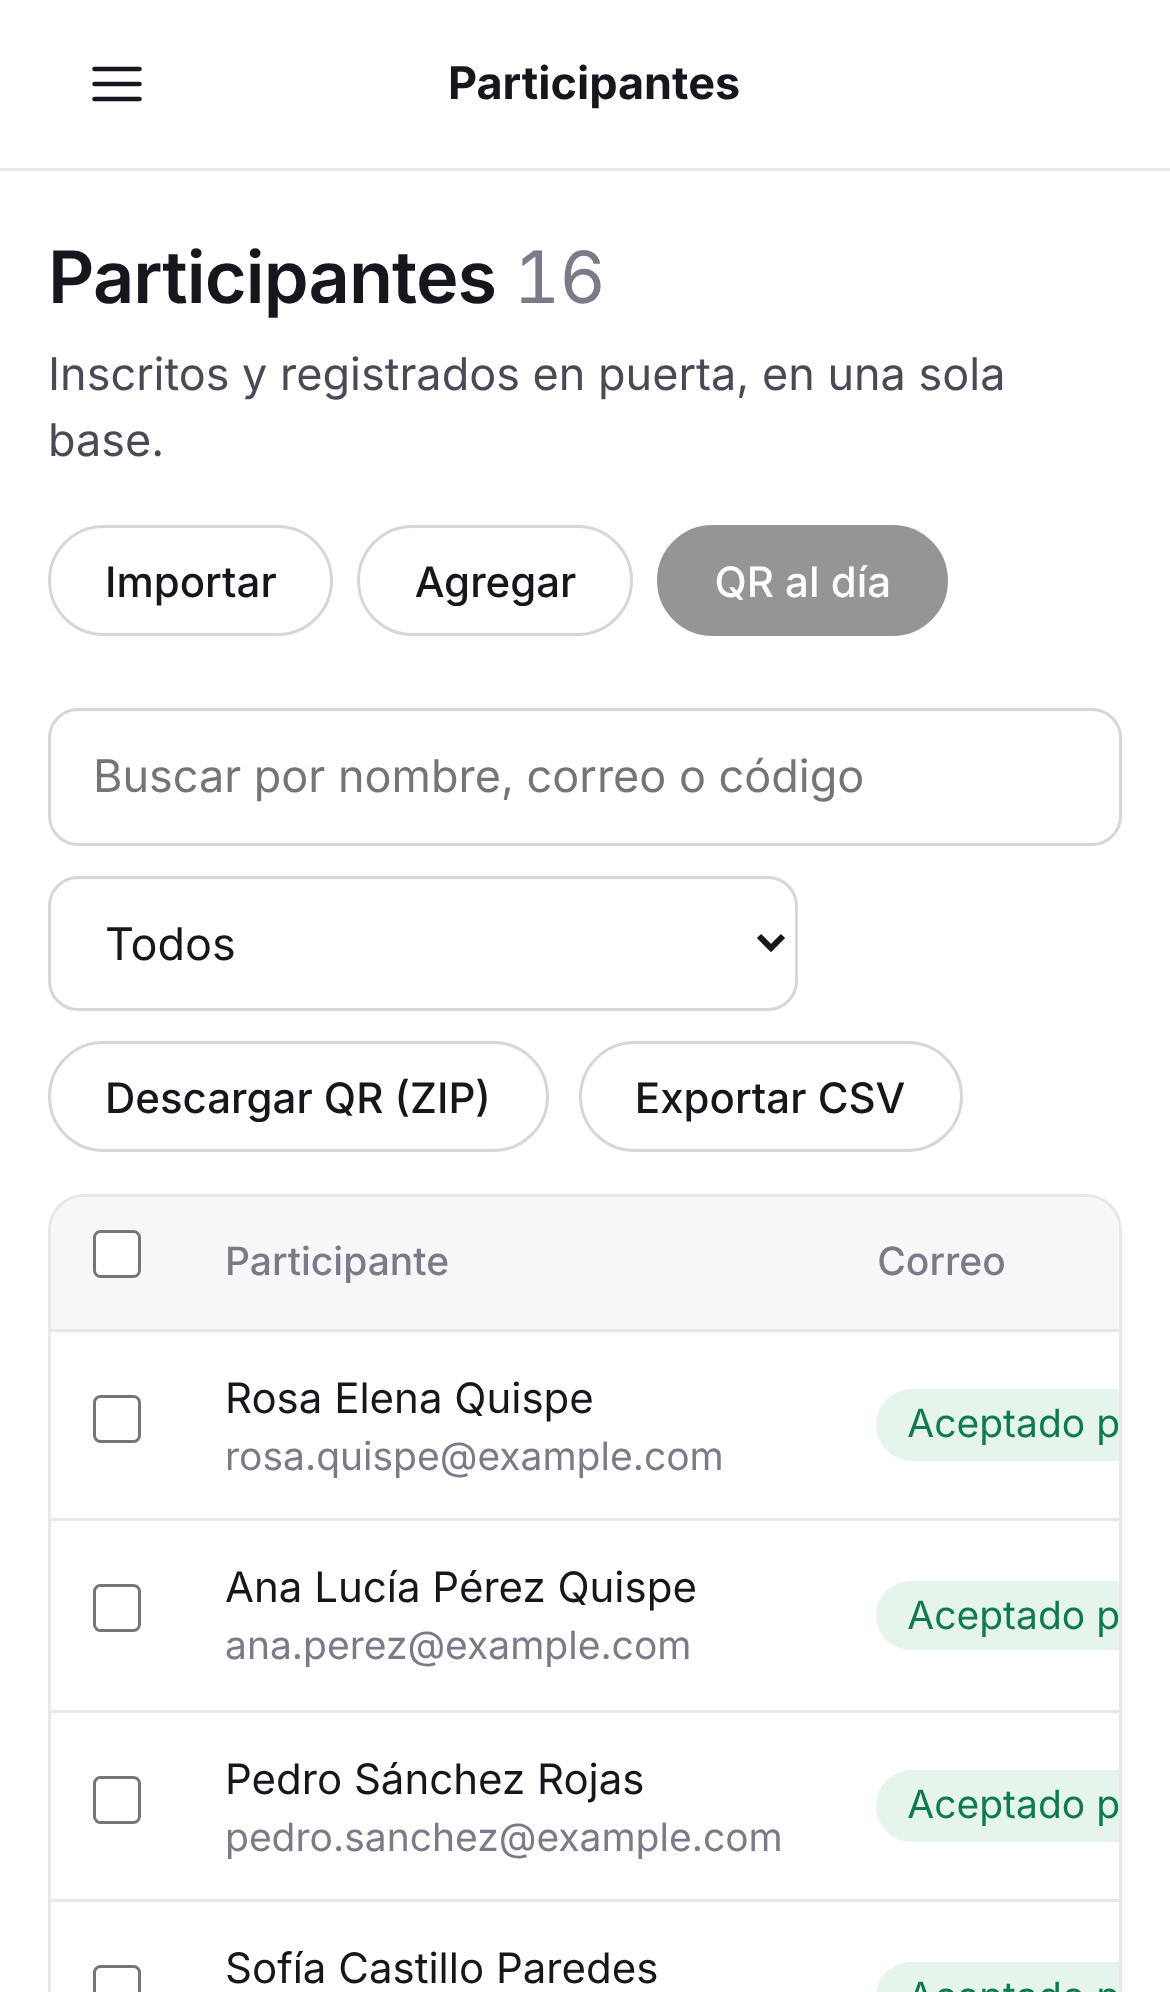 Participantes
Participantes 16
Inscritos y registrados en puerta, en una sola
base.
Importar
Agregar
QR al día
Buscar por nombre, correo o código
Todos
Descargar QR (ZIP)
Exportar CSV
Participante
Correo
Rosa Elena Quispe
rosa.quispe@example.com
Aceptado p
Ana Lucía Pérez Quispe
ana.perez@example.com
Aceptado p
Pedro Sánchez Rojas
pedro.sanchez@example.com
Aceptado p
Sofía Castillo Paredes